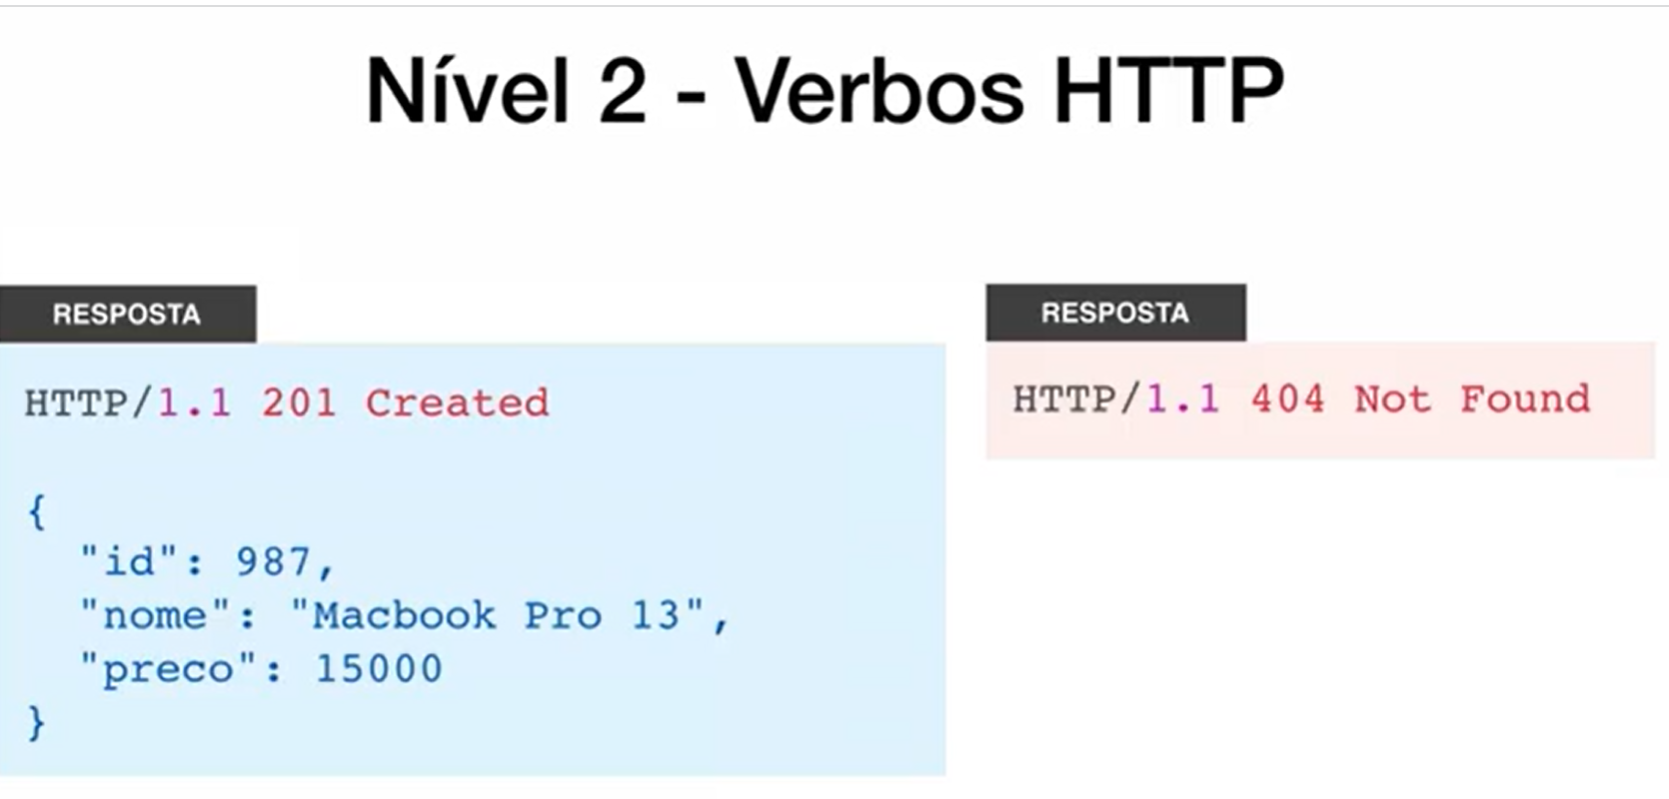 Nível 2 - Verbos HTTP
RESPOSTA
HTTP/1.1 201 Created
{
"id": 987,
"nome": "Macbook Pro 13",
"preco": 15000
}
RESPOSTA
HTTP/1.1 404 Not Found